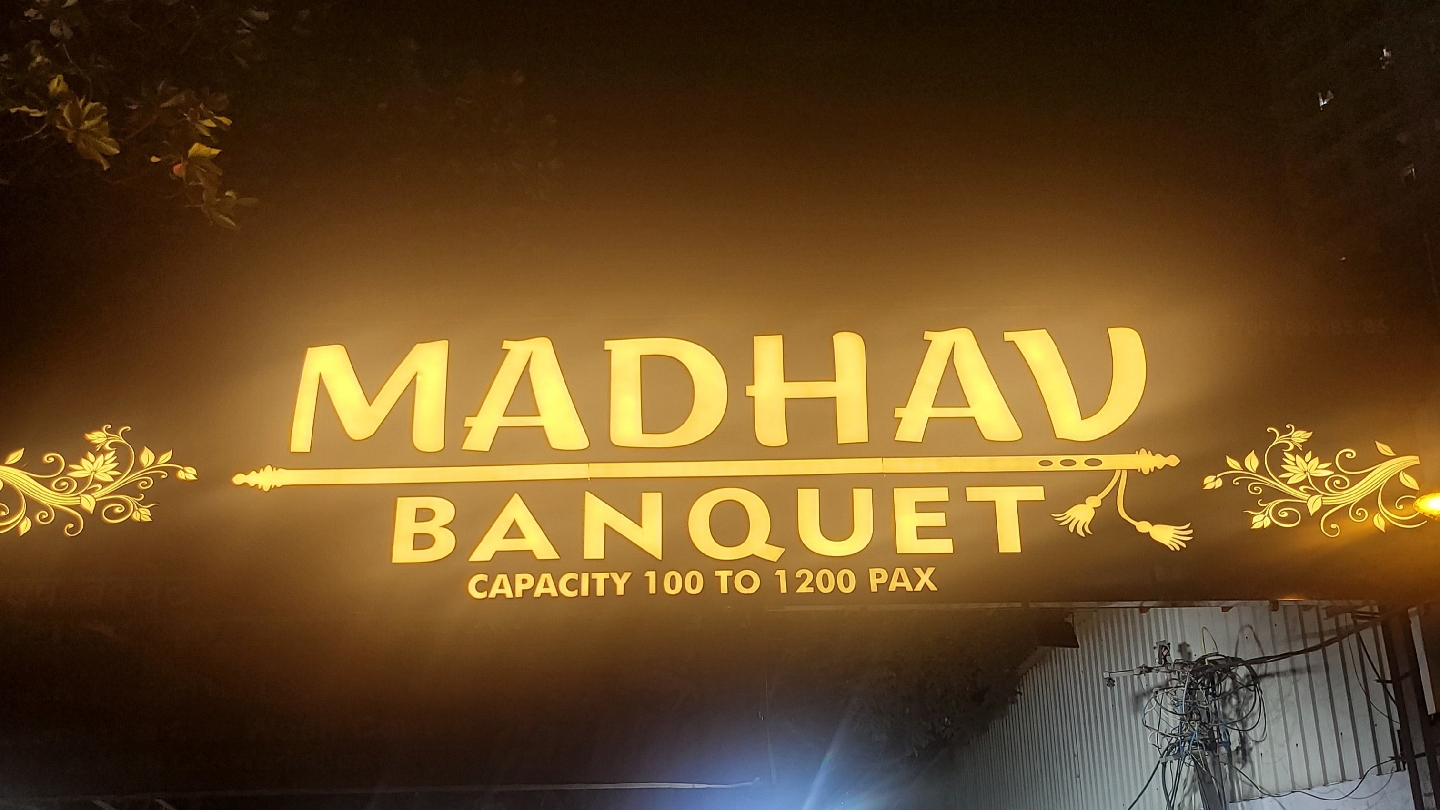 MADHAV
BANQUET
CAPACITY 100 TO 1200 PAX